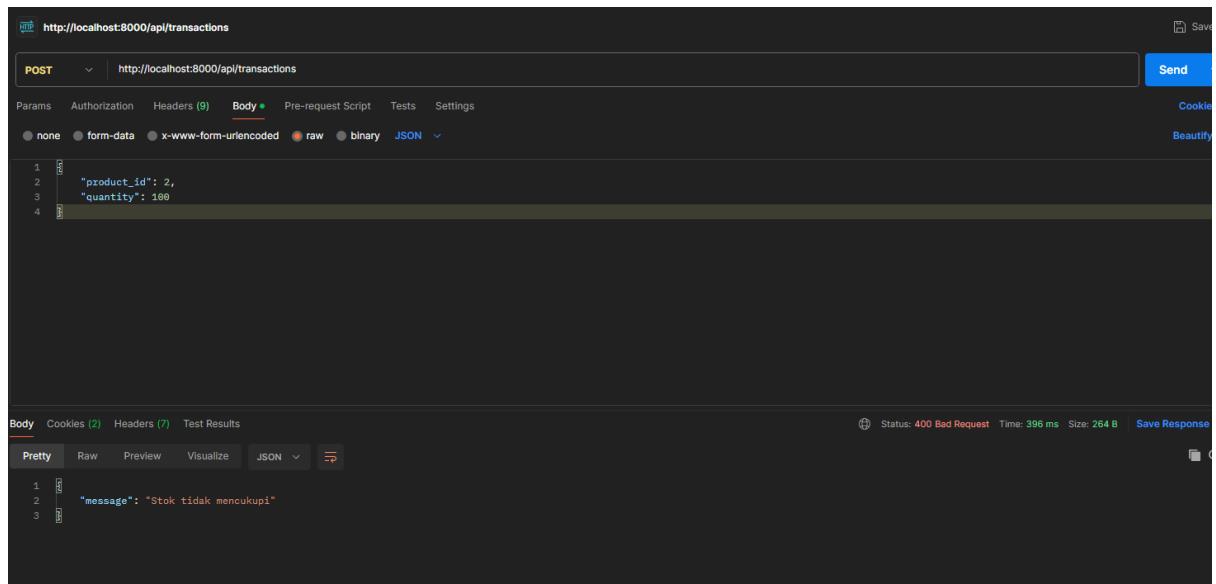 HTTP http://localhost:8000/api/transactions Save
POST http://localhost:8000/api/transactions Send
Params Authorization Headers (9) Body Pre-request Script Tests Settings Cookie
none form-data x-www-form-urlencoded raw binary JSON Beautify
1 {
2 "product_id": 2,
3 "quantity": 100
4 }
Body Cookies (2) Headers (7) Test Results Status: 400 Bad Request Time: 396 ms Size: 264 B Save Response
Pretty Raw Preview Visualize JSON
1 {
2 "message": "Stok tidak mencukupi"
3 }